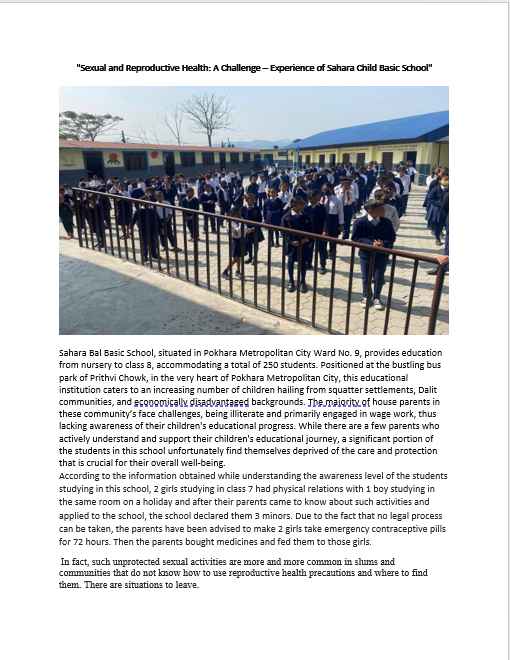 "Sexual and Reproductive Health: A Challenge – Experience of Sahara Child Basic School"
Sahara Bal Basic School, situated in Pokhara Metropolitan City Ward No. 9, provides education
from nursery to class 8, accommodating a total of 250 students. Positioned at the bustling bus
park of Prithvi Chowk, in the very heart of Pokhara Metropolitan City, this educational
institution caters to an increasing number of children hailing from squatter settlements, Dalit
communities, and economically disadvantaged backgrounds. The majority of house parents in
these community's face challenges, being illiterate and primarily engaged in wage work, thus
lacking awareness of their children's educational progress. While there are a few parents who
actively understand and support their children's educational journey, a significant portion of
the students in this school unfortunately find themselves deprived of the care and protection
that is crucial for their overall well-being.
According to the information obtained while understanding the awareness level of the students
studying in this school, 2 girls studying in class 7 had physical relations with 1 boy studying in
the same room on a holiday and after their parents came to know about such activities and
applied to the school, the school declared them 3 minors. Due to the fact that no legal process
can be taken, the parents have been advised to make 2 girls take emergency contraceptive pills
for 72 hours. Then the parents bought medicines and fed them to those girls.
In fact, such unprotected sexual activities are more and more common in slums and
communities that do not know how to use reproductive health precautions and where to find
them. There are situations to leave.